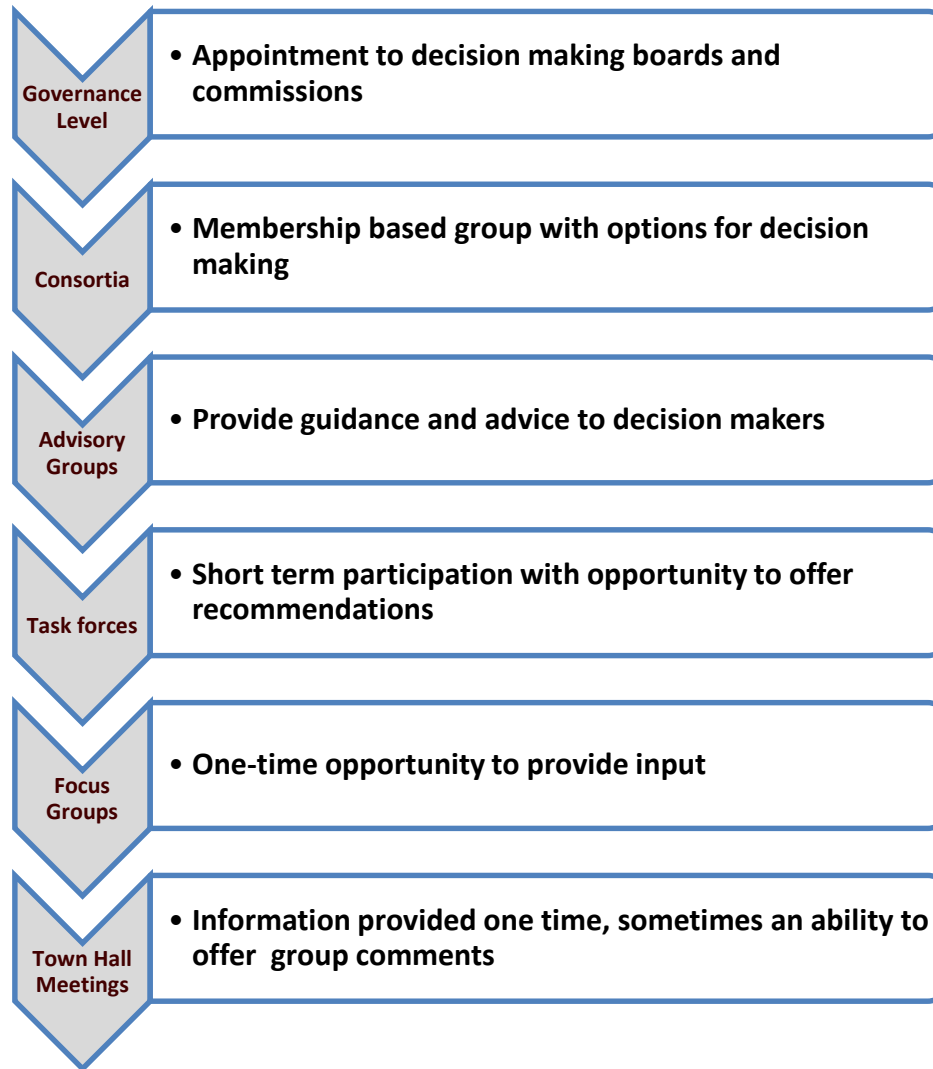 Governance
Level
• Appointment to decision making boards and
commissions
Consortia
• Membership based group with options for decision
making
Advisory
Groups
• Provide guidance and advice to decision makers
Task forces
• Short term participation with opportunity to offer
recommendations
Focus
Groups
• One-time opportunity to provide input
Town Hall
Meetings
• Information provided one time, sometimes an ability to
offer  group comments